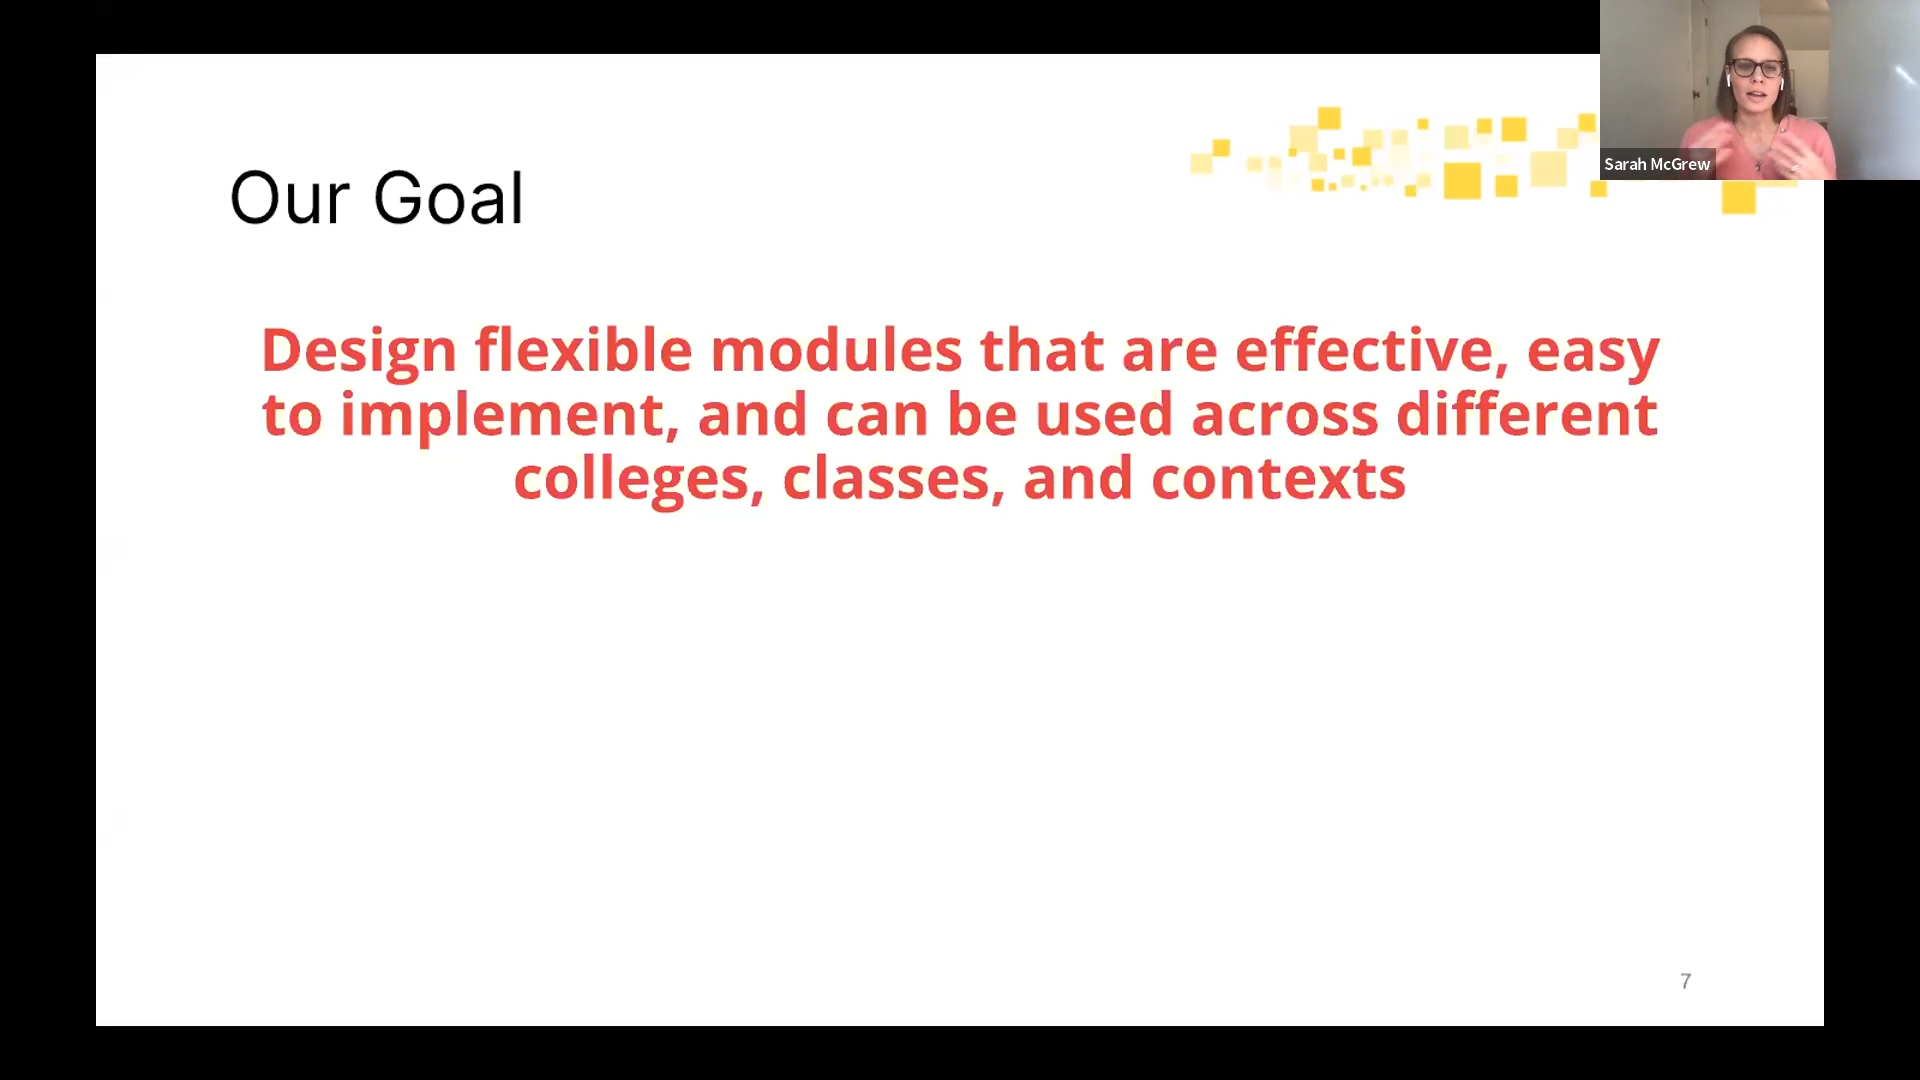 Sarah McGrew
Our Goal
Design flexible modules that are effective, easy
to implement, and can be used across different
colleges, classes, and contexts
7